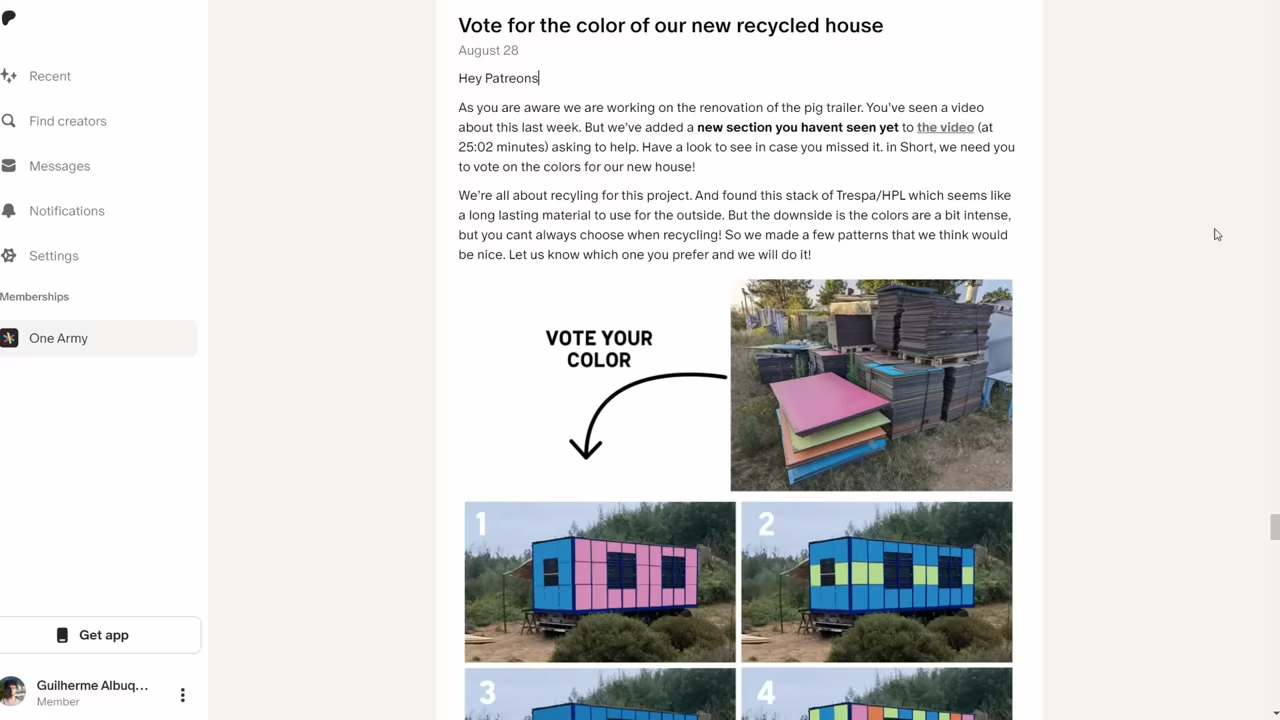 Vote for the color of our new recycled house
August 28
Hey Patreons
As you are aware we are working on the renovation of the pig trailer. You've seen a video
about this last week. But we've added a new section you havent seen yet to the video (at
25:02 minutes) asking to help. Have a look to see in case you missed it. in Short, we need you
to vote on the colors for our new house!
We're all about recyling for this project. And found this stack of Trespa/HPL which seems like
a long lasting material to use for the outside. But the downside is the colors are a bit intense,
but you cant always choose when recycling! So we made a few patterns that we think would
be nice. Let us know which one you prefer and we will do it!
VOTE YOUR
COLOR
1
2
3
4
Recent
Find creators
Messages
Notifications
Settings
Memberships
One Army
Get app
Guilherme Albuq...
Member